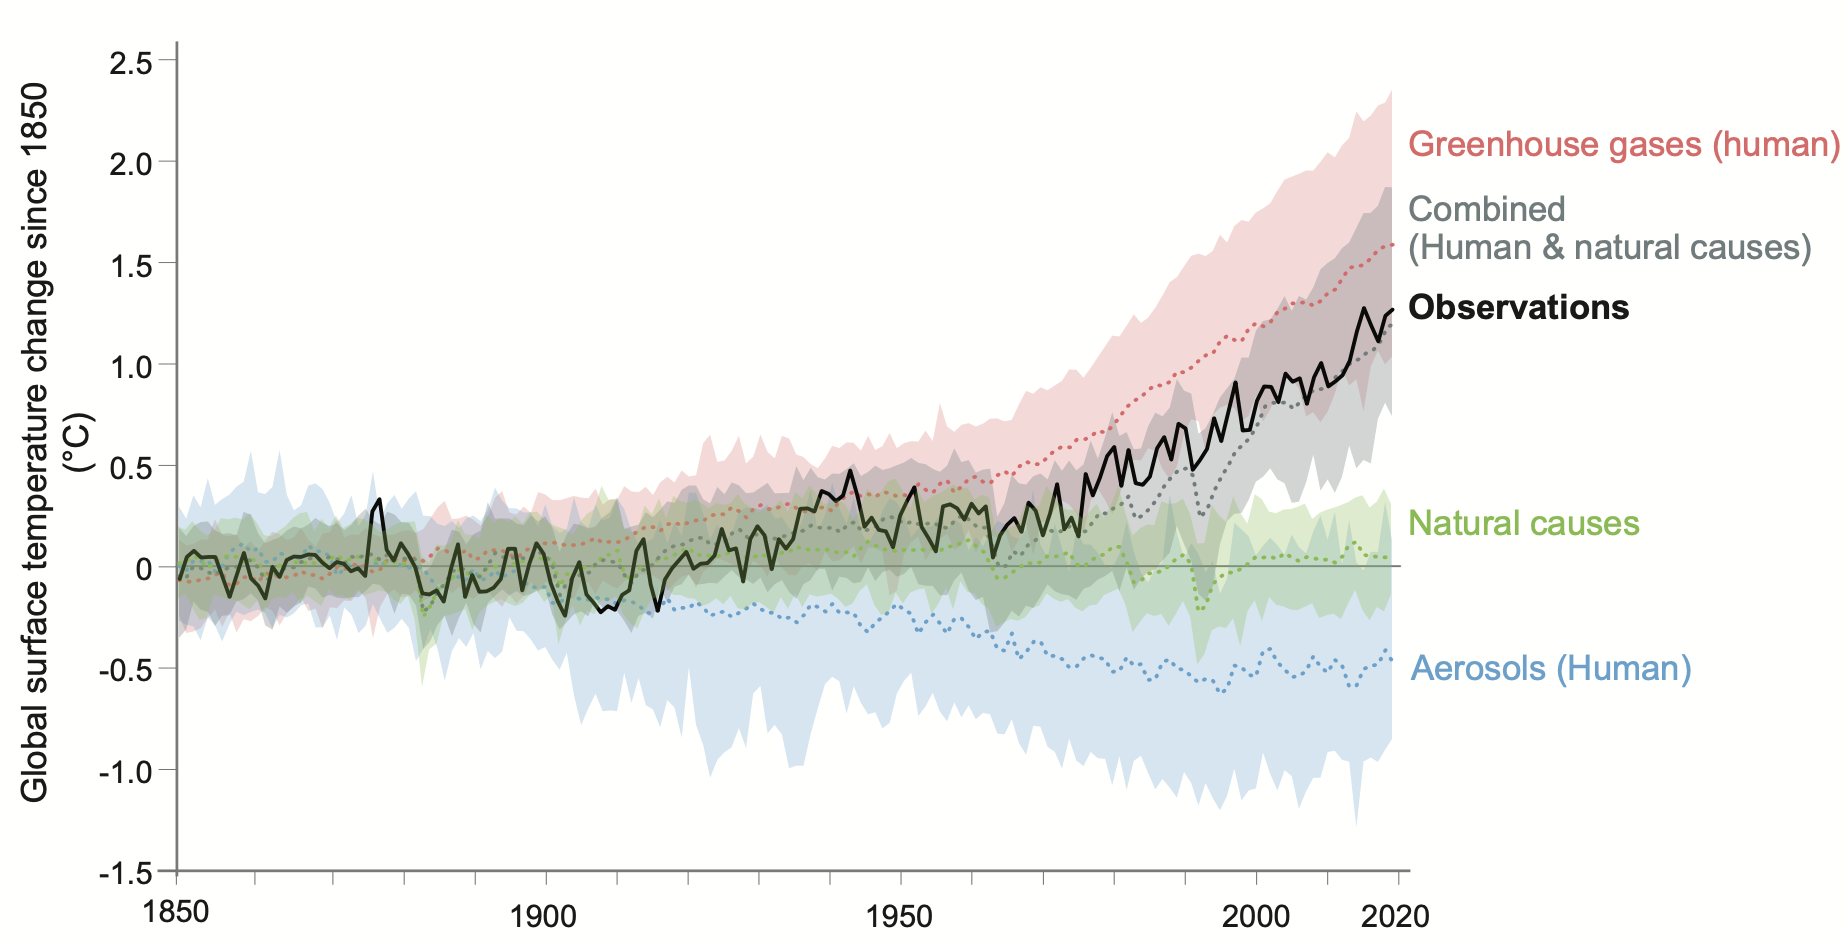 Global surface temperature change since 1850
(°C)
2.5
2.0
1.5
1.0
0.5
0
-0.5
-1.0
-1.5
1850
1900
1950
2000
2020
Greenhouse gases (human)
Combined
(Human & natural causes)
Observations
Natural causes
Aerosols (Human)